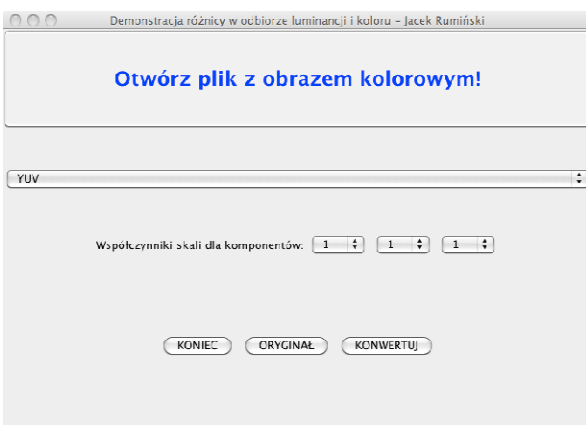 Demonstracja różnicy w odbiorze luminancji i koloru - Jacek Rumiński
Otwórz plik z obrazem kolorowym!
YUV
Współczynniki skali dla komponentów: 1 1 1
KONIEC ORYGINAŁ KONWERTUJ